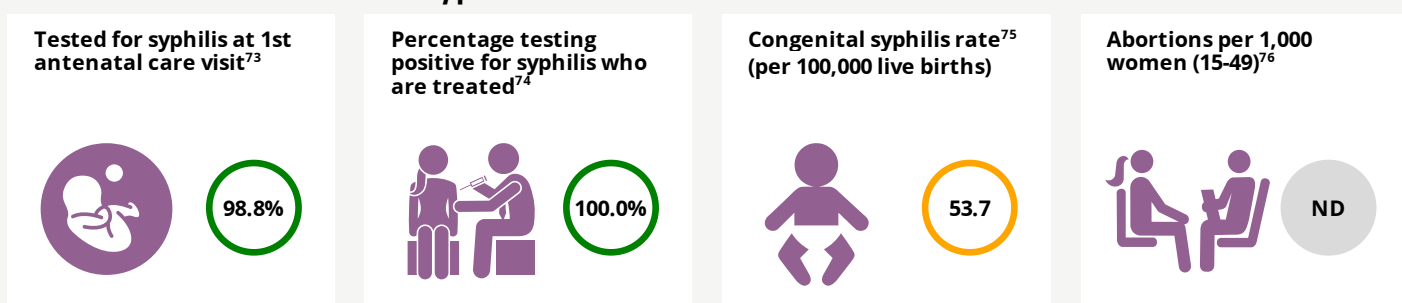 Tested for syphilis at 1st
antenatal care visit73
98.8%
Percentage testing
positive for syphilis who
are treated74
100.0%
Congenital syphilis rate75
(per 100,000 live births)
53.7
Abortions per 1,000
women (15-49)76
ND